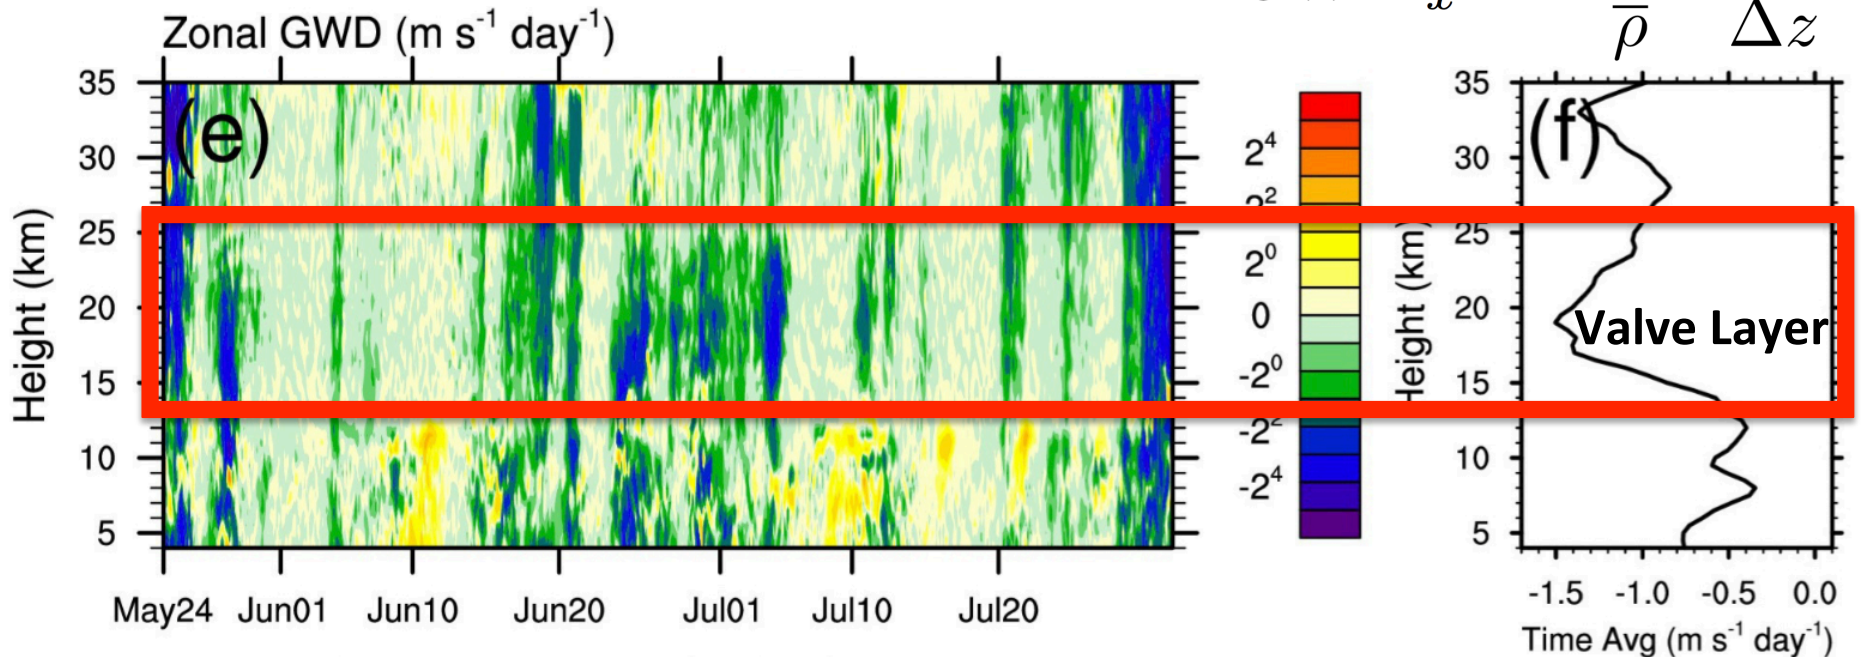 Zonal GWD (m s⁻¹ day⁻¹)
x
ρ̅ Δz
(e)
Height (km)
35
30
25
20
15
10
5
May24 Jun01 Jun10 Jun20 Jul01 Jul10 Jul20
2⁴
2²
2⁰
0
-2⁰
-2²
-2⁴
(f)
Height (km)
35
30
25
20
15
10
5
Valve Layer
-1.5 -1.0 -0.5 0.0
Time Avg (m s⁻¹ day⁻¹)